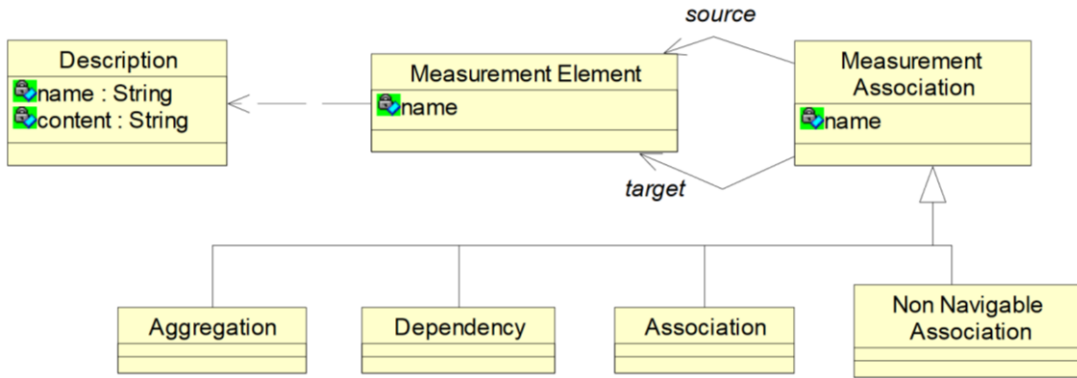 source
Description
name : String
content : String
Measurement Element
name
Measurement
Association
name
target
Aggregation
Dependency
Association
Non Navigable
Association